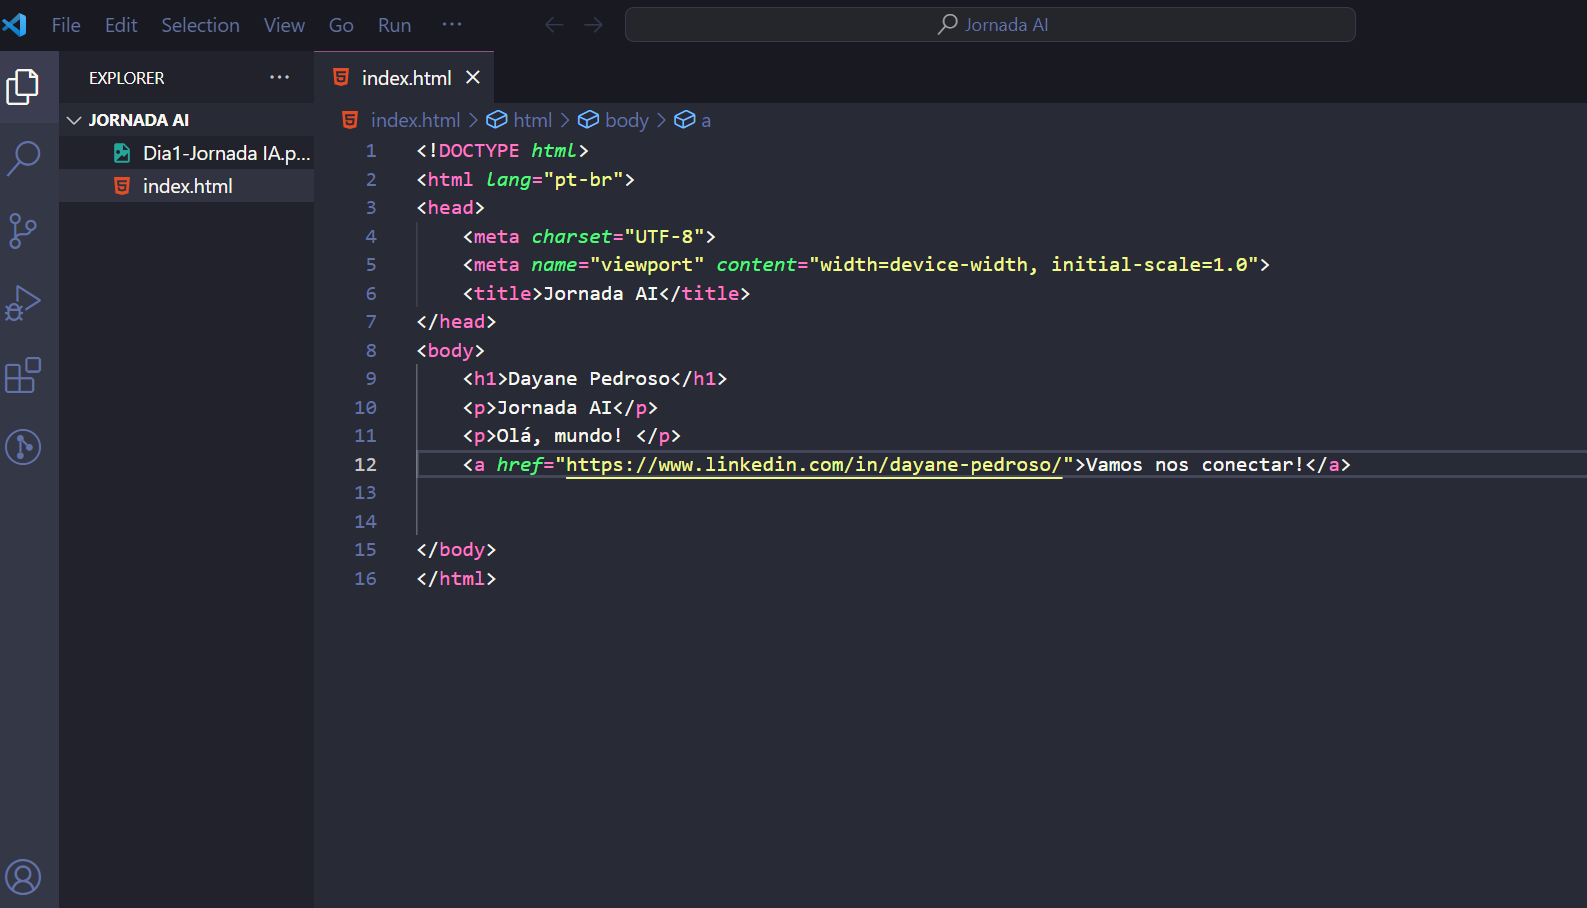 File Edit Selection View Go Run ···
Jornada AI
EXPLORER ···
index.html
JORNADA AI
Dia1-Jornada IA.p...
index.html
index.html > html > body > a
1 <!DOCTYPE html>
2 <html lang="pt-br">
3 <head>
4 <meta charset="UTF-8">
5 <meta name="viewport" content="width=device-width, initial-scale=1.0">
6 <title>Jornada AI</title>
7 </head>
8 <body>
9 <h1>Dayane Pedroso</h1>
10 <p>Jornada AI</p>
11 <p>Olá, mundo! </p>
12 <a href="https://www.linkedin.com/in/dayane-pedroso/">Vamos nos conectar!</a>
13
14
15 </body>
16 </html>